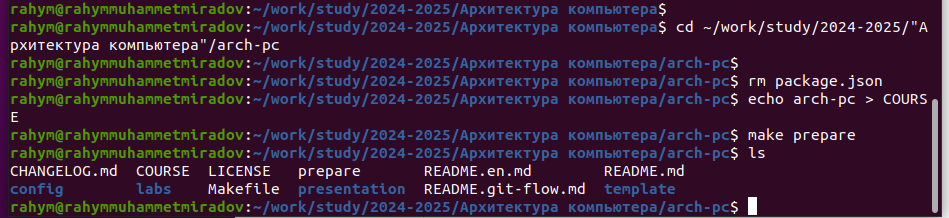 rahym@rahymmuhammetmiradov:~/work/study/2024-2025/Архитектура компьютера$
rahym@rahymmuhammetmiradov:~/work/study/2024-2025/Архитектура компьютера$ cd ~/work/study/2024-2025/"А
рхитектура компьютера"/arch-pc
rahym@rahymmuhammetmiradov:~/work/study/2024-2025/Архитектура компьютера/arch-pc$
rahym@rahymmuhammetmiradov:~/work/study/2024-2025/Архитектура компьютера/arch-pc$ rm package.json
rahym@rahymmuhammetmiradov:~/work/study/2024-2025/Архитектура компьютера/arch-pc$ echo arch-pc > COURS
E
rahym@rahymmuhammetmiradov:~/work/study/2024-2025/Архитектура компьютера/arch-pc$ make prepare
rahym@rahymmuhammetmiradov:~/work/study/2024-2025/Архитектура компьютера/arch-pc$ ls
CHANGELOG.md COURSE LICENSE prepare README.en.md README.md
config labs Makefile presentation README.git-flow.md template
rahym@rahymmuhammetmiradov:~/work/study/2024-2025/Архитектура компьютера/arch-pc$